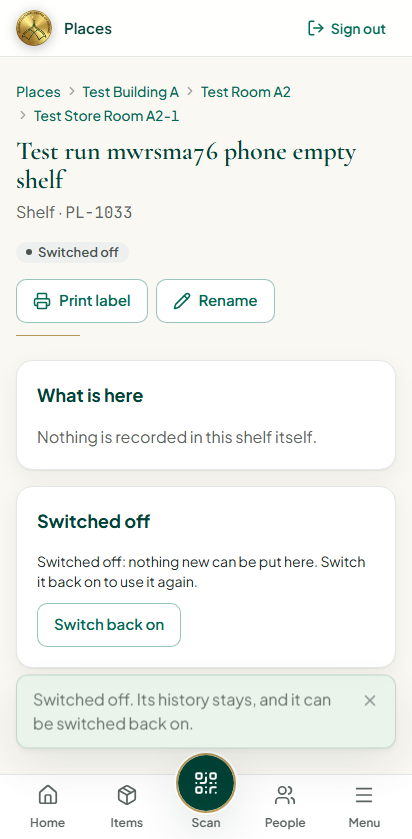 Places
Sign out
Places > Test Building A > Test Room A2
> Test Store Room A2-1
Test run mwrsma76 phone empty
shelf
Shelf · PL-1033
Switched off
Print label
Rename
What is here
Nothing is recorded in this shelf itself.
Switched off
Switched off: nothing new can be put here. Switch
it back on to use it again.
Switch back on
Switched off. Its history stays, and it can
be switched back on.
Home
Items
Scan
People
Menu